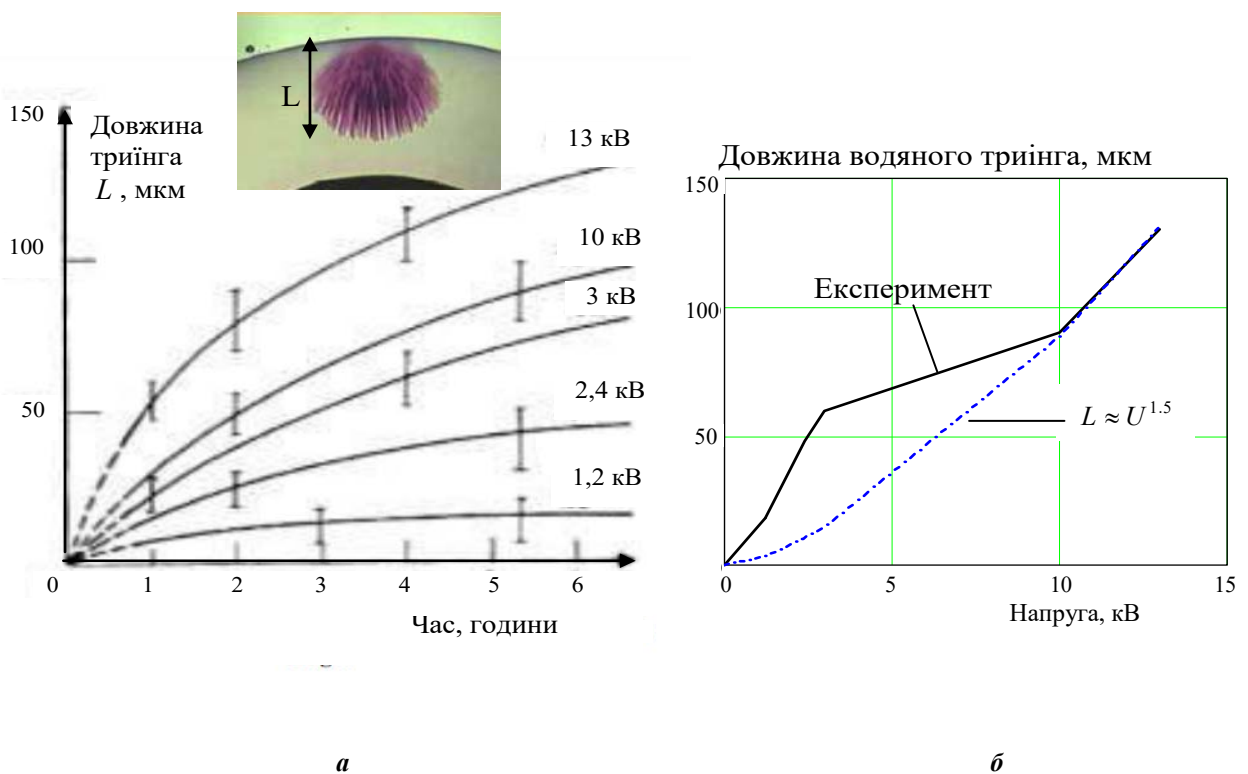 150
Довжина
триїнга
L , мкм
L
13 кВ
100
10 кВ
3 кВ
50
2,4 кВ
1,2 кВ
0
1
2
3
4
5
6
Час, години
а
Довжина водяного триінга, мкм
150
Експеримент
100
L ≈ U^1.5
50
0
5
10
15
Напруга, кВ
б